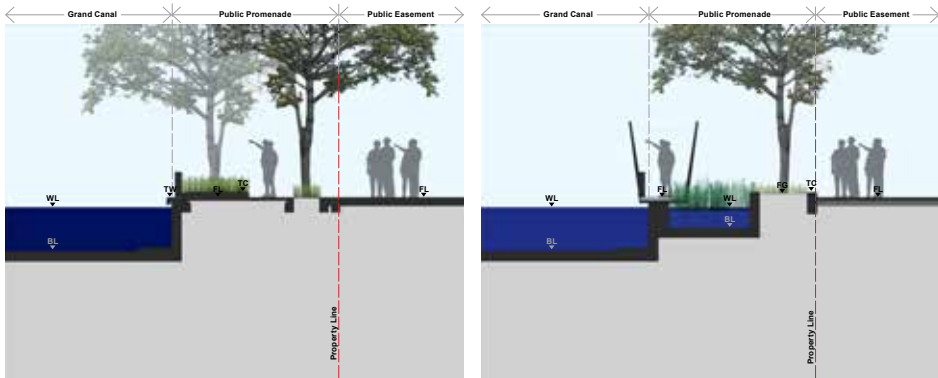 Grand Canal
Public Promenade
Public Easement
TW
FL
TC
FL
WL
BL
Property Line
Grand Canal
Public Promenade
Public Easement
FL
FG
TC
FL
WL
WL
BL
BL
Property Line